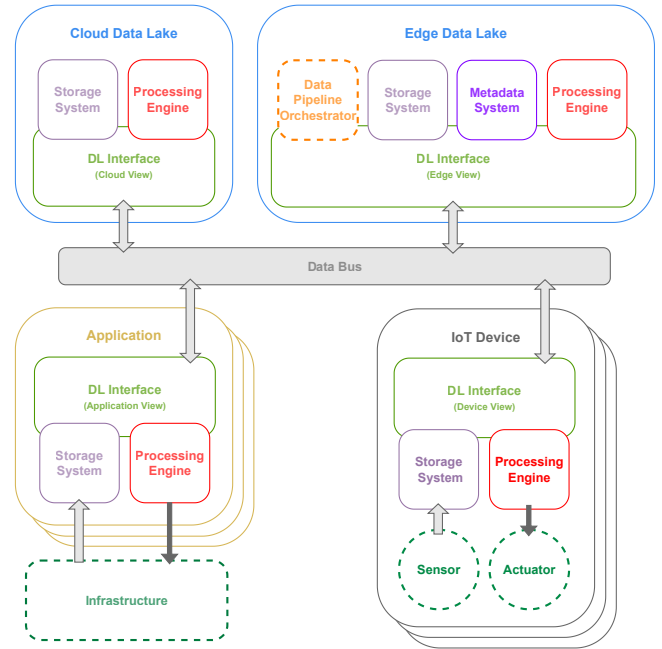 Cloud Data Lake
Storage
System
Processing
Engine
DL Interface
(Cloud View)
Edge Data Lake
Data
Pipeline
Orchestrator
Storage
System
Metadata
System
Processing
Engine
DL Interface
(Edge View)
Data Bus
Application
DL Interface
(Application View)
Storage
System
Processing
Engine
Infrastructure
IoT Device
DL Interface
(Device View)
Storage
System
Processing
Engine
Sensor
Actuator